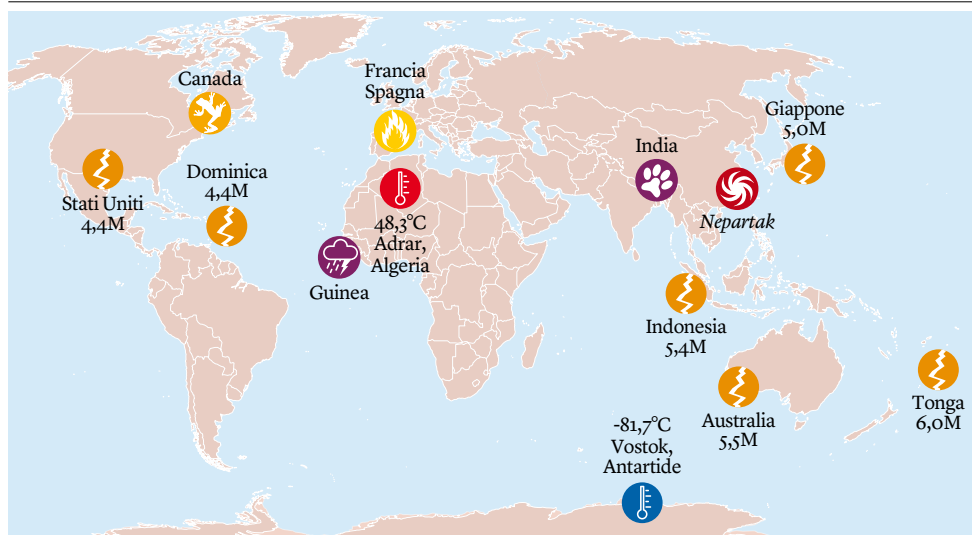 Canada
Francia
Spagna
Giappone
5,0M
India
Dominica
4,4M
Stati Uniti
4,4M
Nepartak
48,3°C
Adrar,
Algeria
Guinea
Indonesia
5,4M
Tonga
6,0M
Australia
5,5M
-81,7°C
Vostok,
Antartide